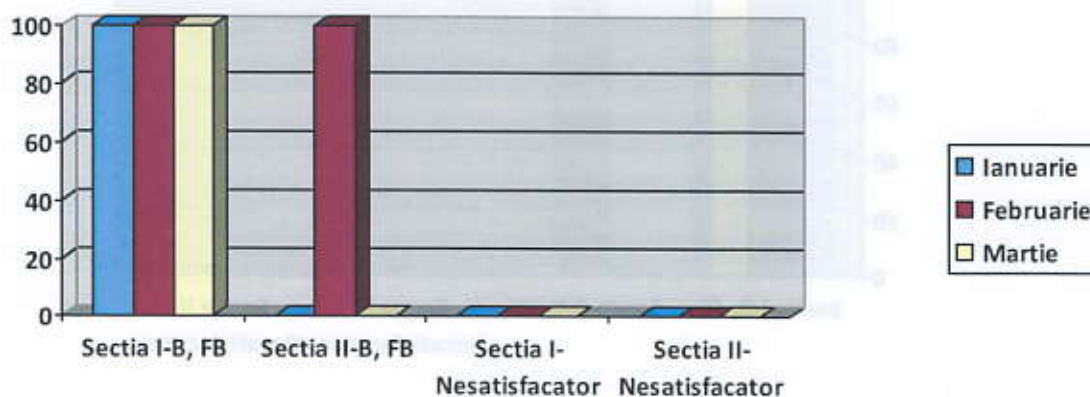 100
80
60
40
20
0
Sectia I-B, FB
Sectia II-B, FB
Sectia I-
Nesatisfacator
Sectia II-
Nesatisfacator
Ianuarie
Februarie
Martie